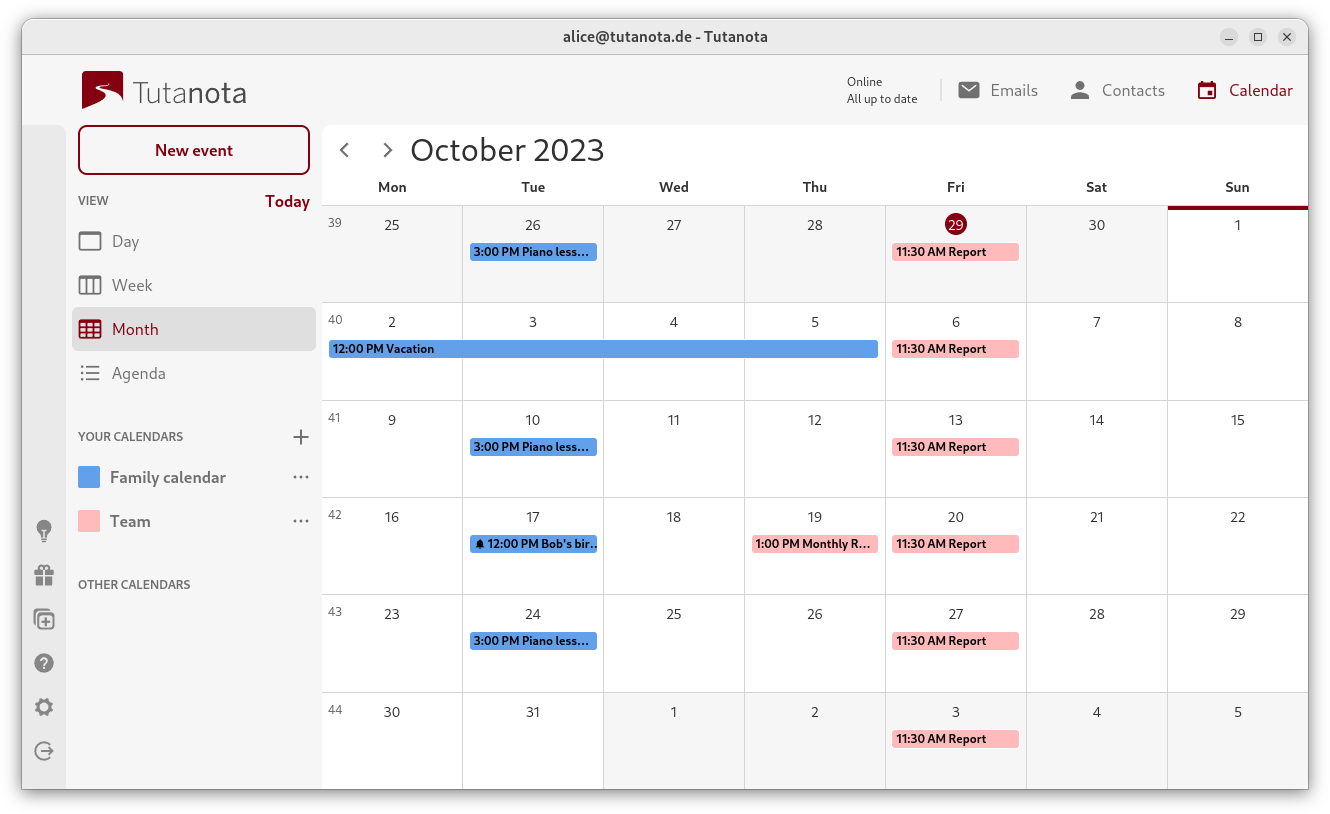 alice@tutanota.de - Tutanota
Tutanota
Online
All up to date
Emails
Contacts
Calendar
New event
VIEW
Today
Day
Week
Month
Agenda
YOUR CALENDARS
Family calendar
Team
OTHER CALENDARS
October 2023
Mon Tue Wed Thu Fri Sat Sun
39 25 26 27 28 29 30 1
3:00 PM Piano less... 11:30 AM Report
40 2 3 4 5 6 7 8
12:00 PM Vacation 11:30 AM Report
41 9 10 11 12 13 14 15
3:00 PM Piano less... 11:30 AM Report
42 16 17 18 19 20 21 22
12:00 PM Bob's bir... 1:00 PM Monthly R... 11:30 AM Report
43 23 24 25 26 27 28 29
3:00 PM Piano less... 11:30 AM Report
44 30 31 1 2 3 4 5
11:30 AM Report